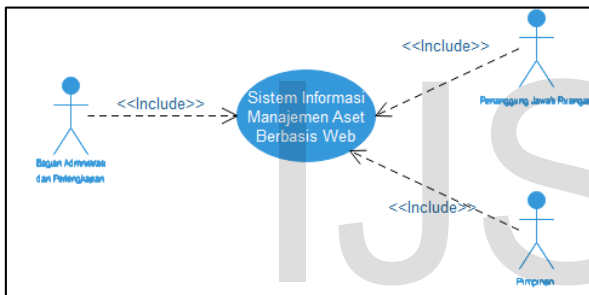 <<Include>>
Penanggung Jawab Ruangan
<<Include>>
Sistem Informasi
Manajemen Aset
Berbasis Web
Bagian Administrasi
dan Perlengkapan
<<Include>>
Pimpinan
IJS